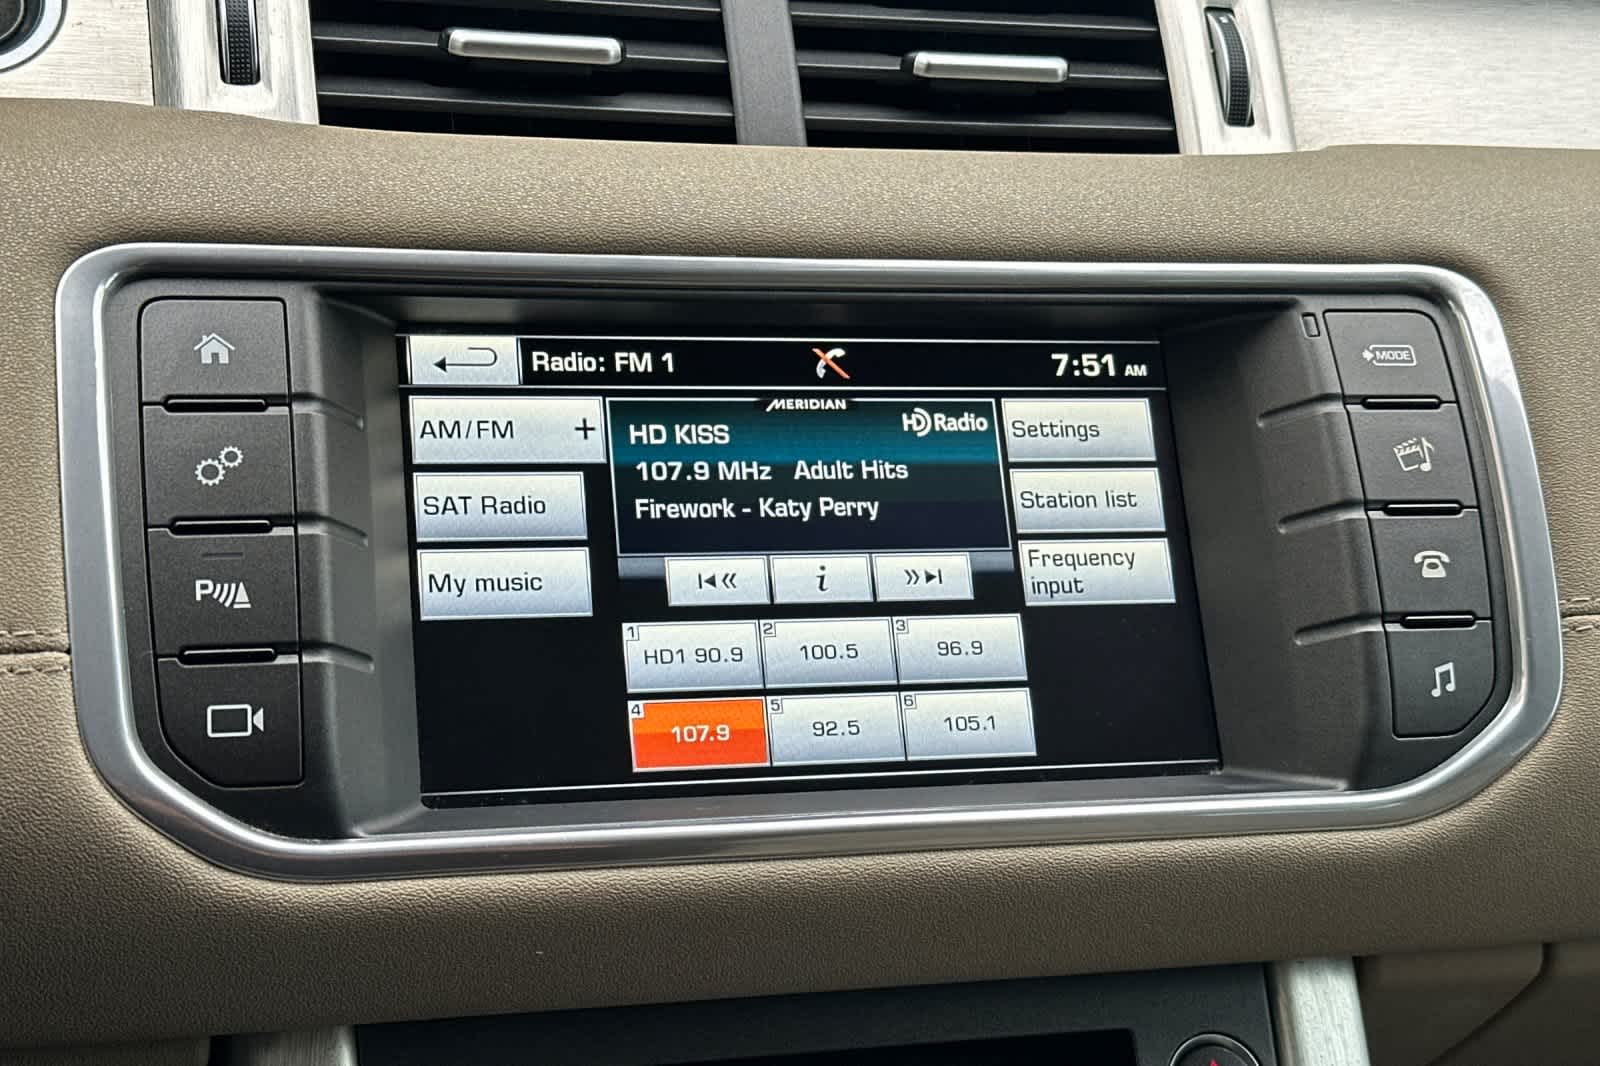 Radio: FM 1
7:51 AM
MERIDIAN
AM/FM +
HD KISS
HD Radio
Settings
107.9 MHz Adult Hits
SAT Radio
Firework - Katy Perry
Station list
My music
i
Frequency
input
1 HD1 90.9
2 100.5
3 96.9
4 107.9
5 92.5
6 105.1
P
MODE